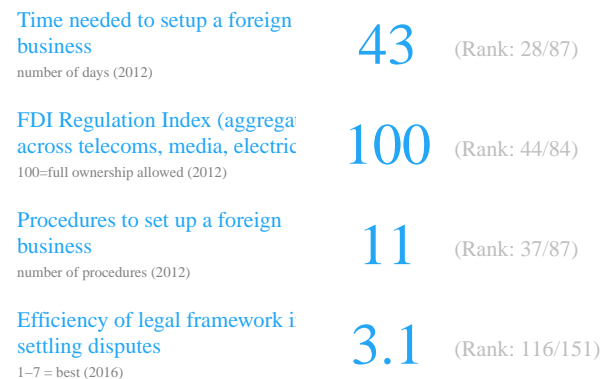 Time needed to setup a foreign
business
number of days (2012)
43
(Rank: 28/87)
FDI Regulation Index (aggregat
across telecoms, media, electric
100=full ownership allowed (2012)
100
(Rank: 44/84)
Procedures to set up a foreign
business
number of procedures (2012)
11
(Rank: 37/87)
Efficiency of legal framework i
settling disputes
1–7 = best (2016)
3.1
(Rank: 116/151)